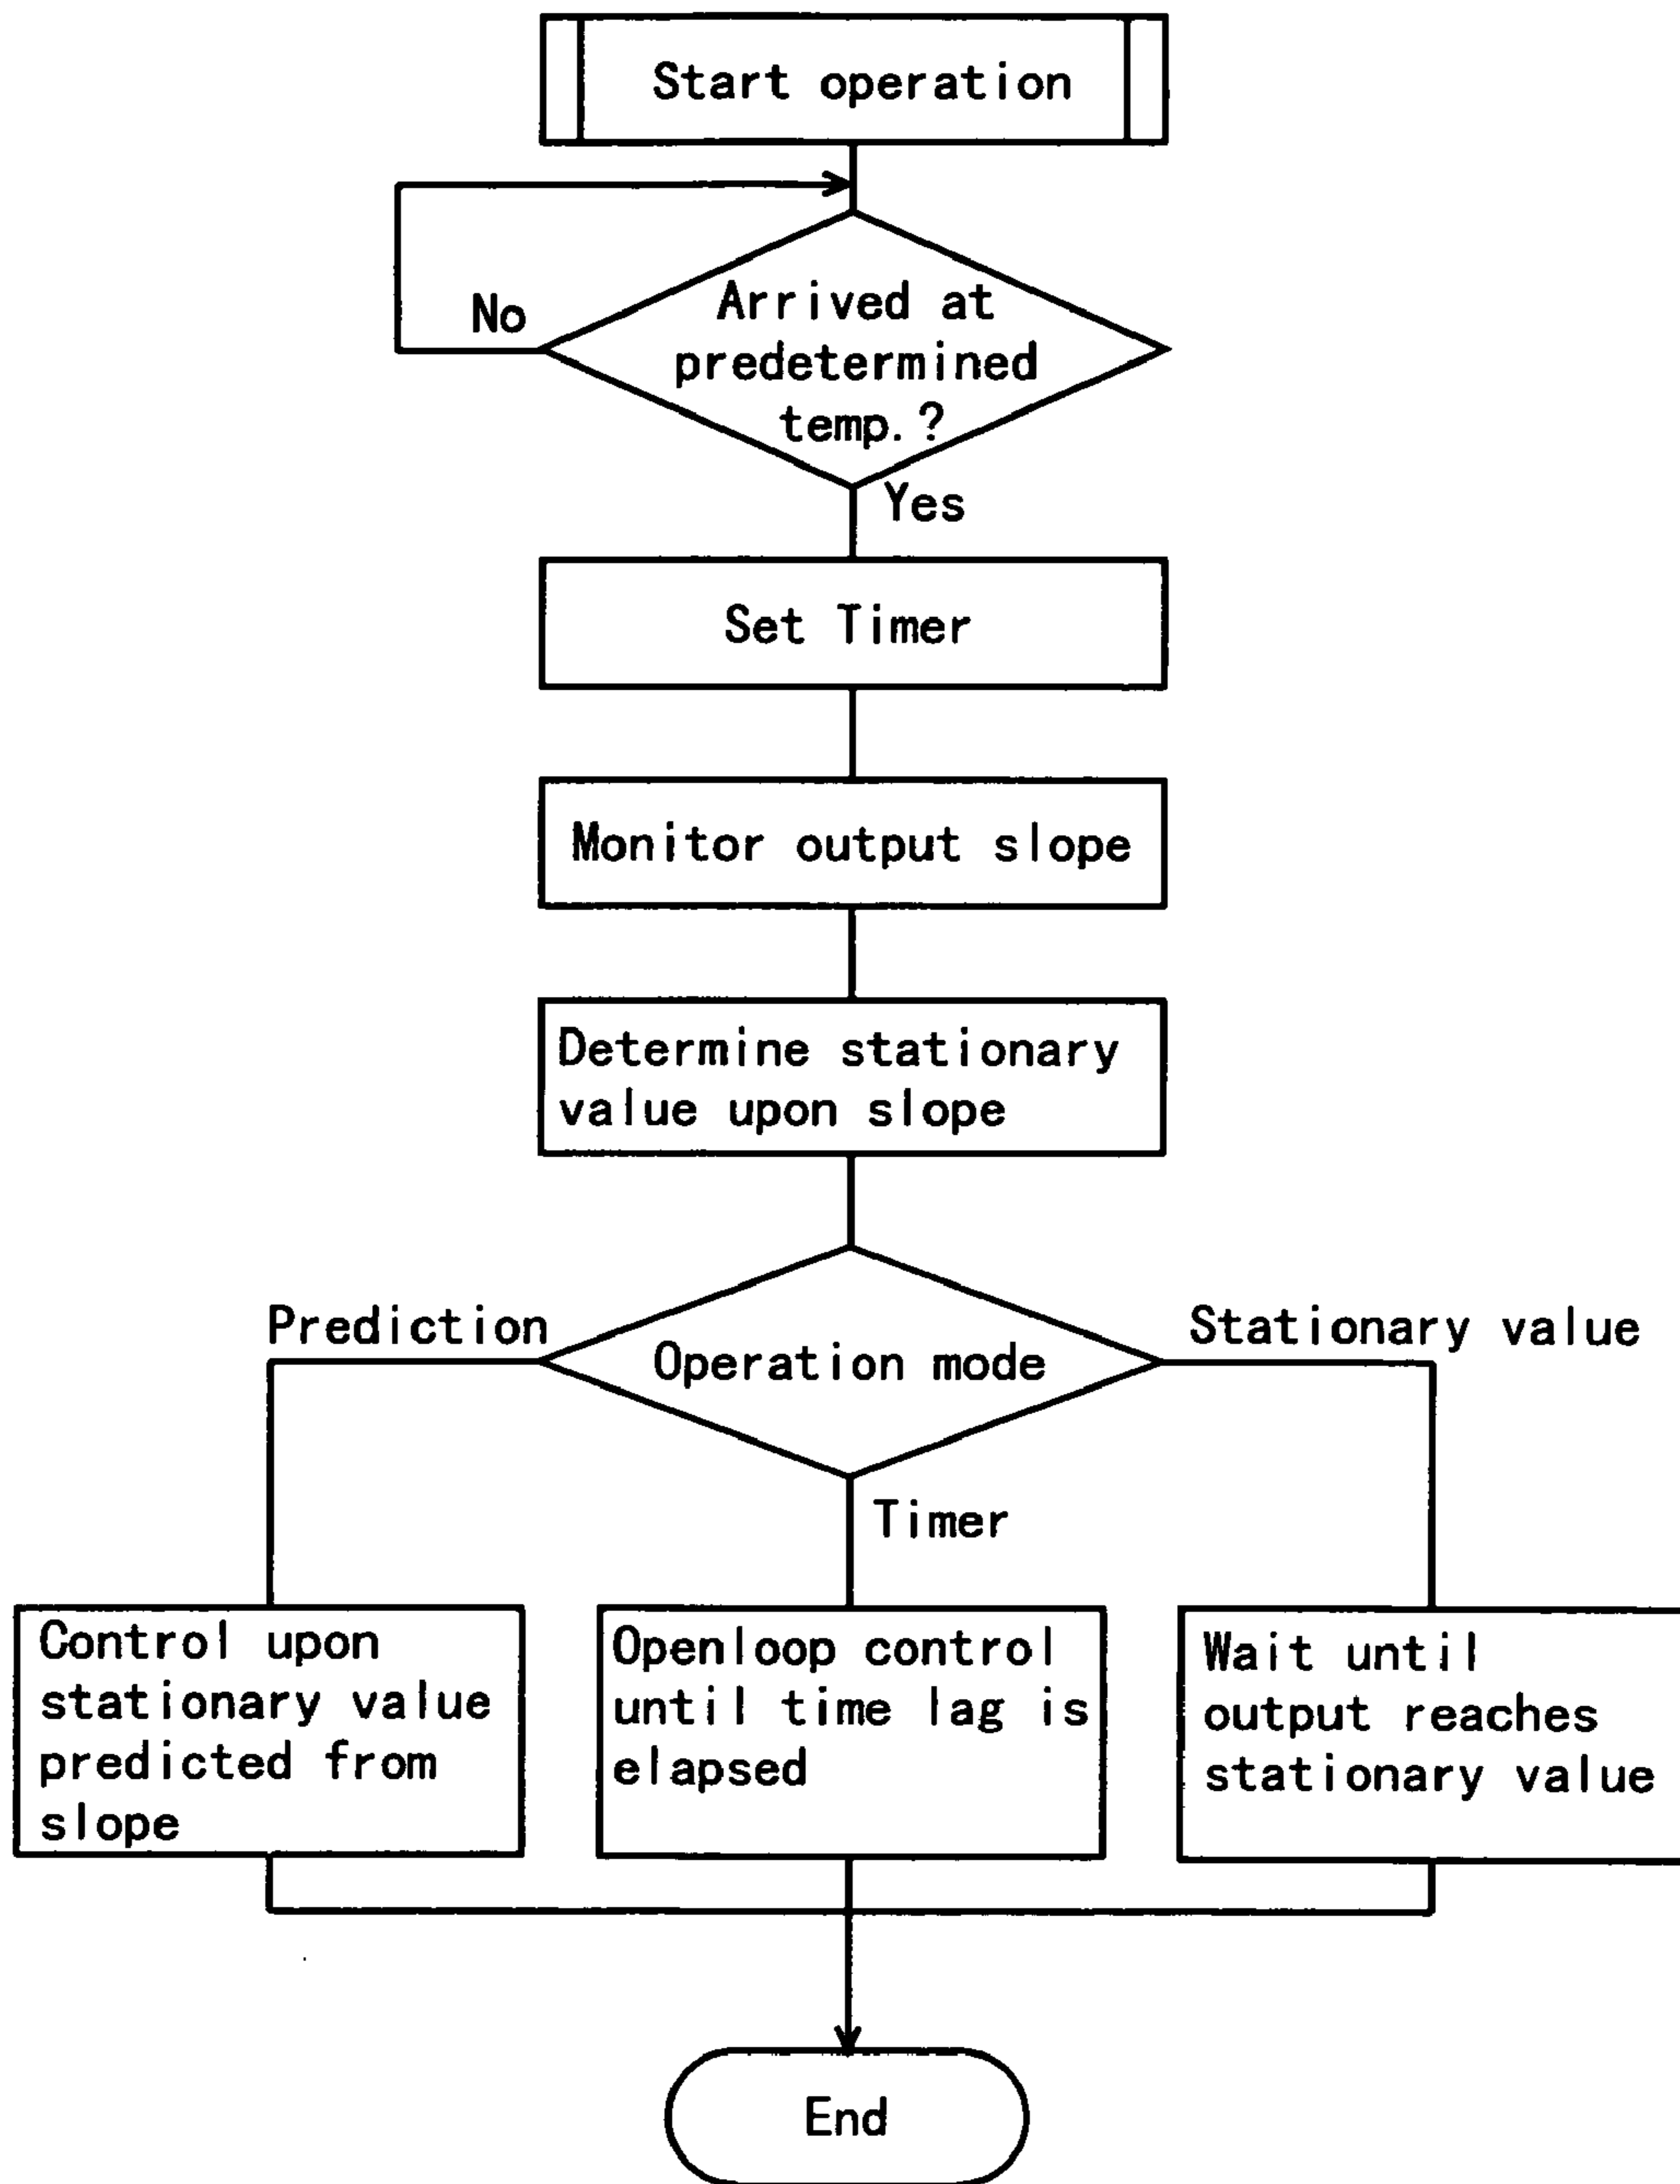 Start operation
No
Arrived at
predetermined
temp.?
Yes
Set Timer
Monitor output slope
Determine stationary
value upon slope
Prediction
Operation mode
Stationary value
Timer
Control upon
stationary value
predicted from
slope
Openloop control
until time lag is
elapsed
Wait until
output reaches
stationary value
End